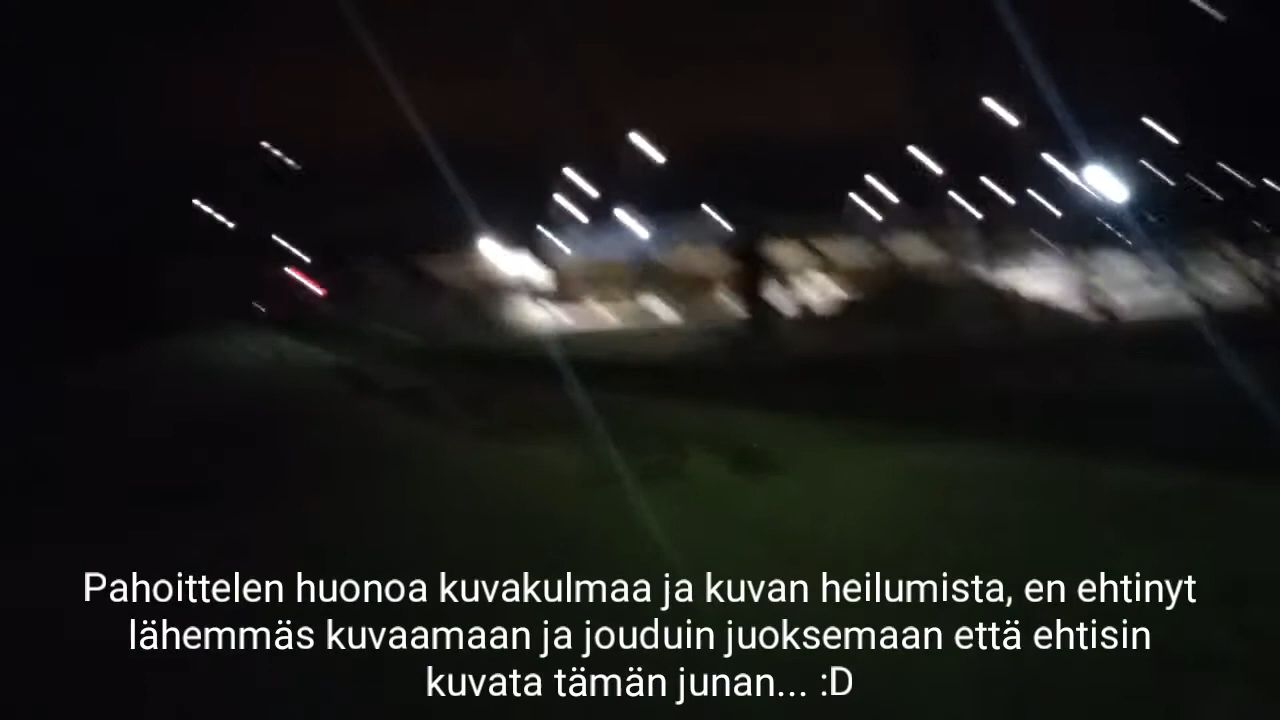 Pahoittelen huonoa kuvakulmaa ja kuvan heilumista, en ehtinyt
lähemmäs kuvaamaan ja jouduin juoksemaan että ehtisin
kuvata tämän junan... :D